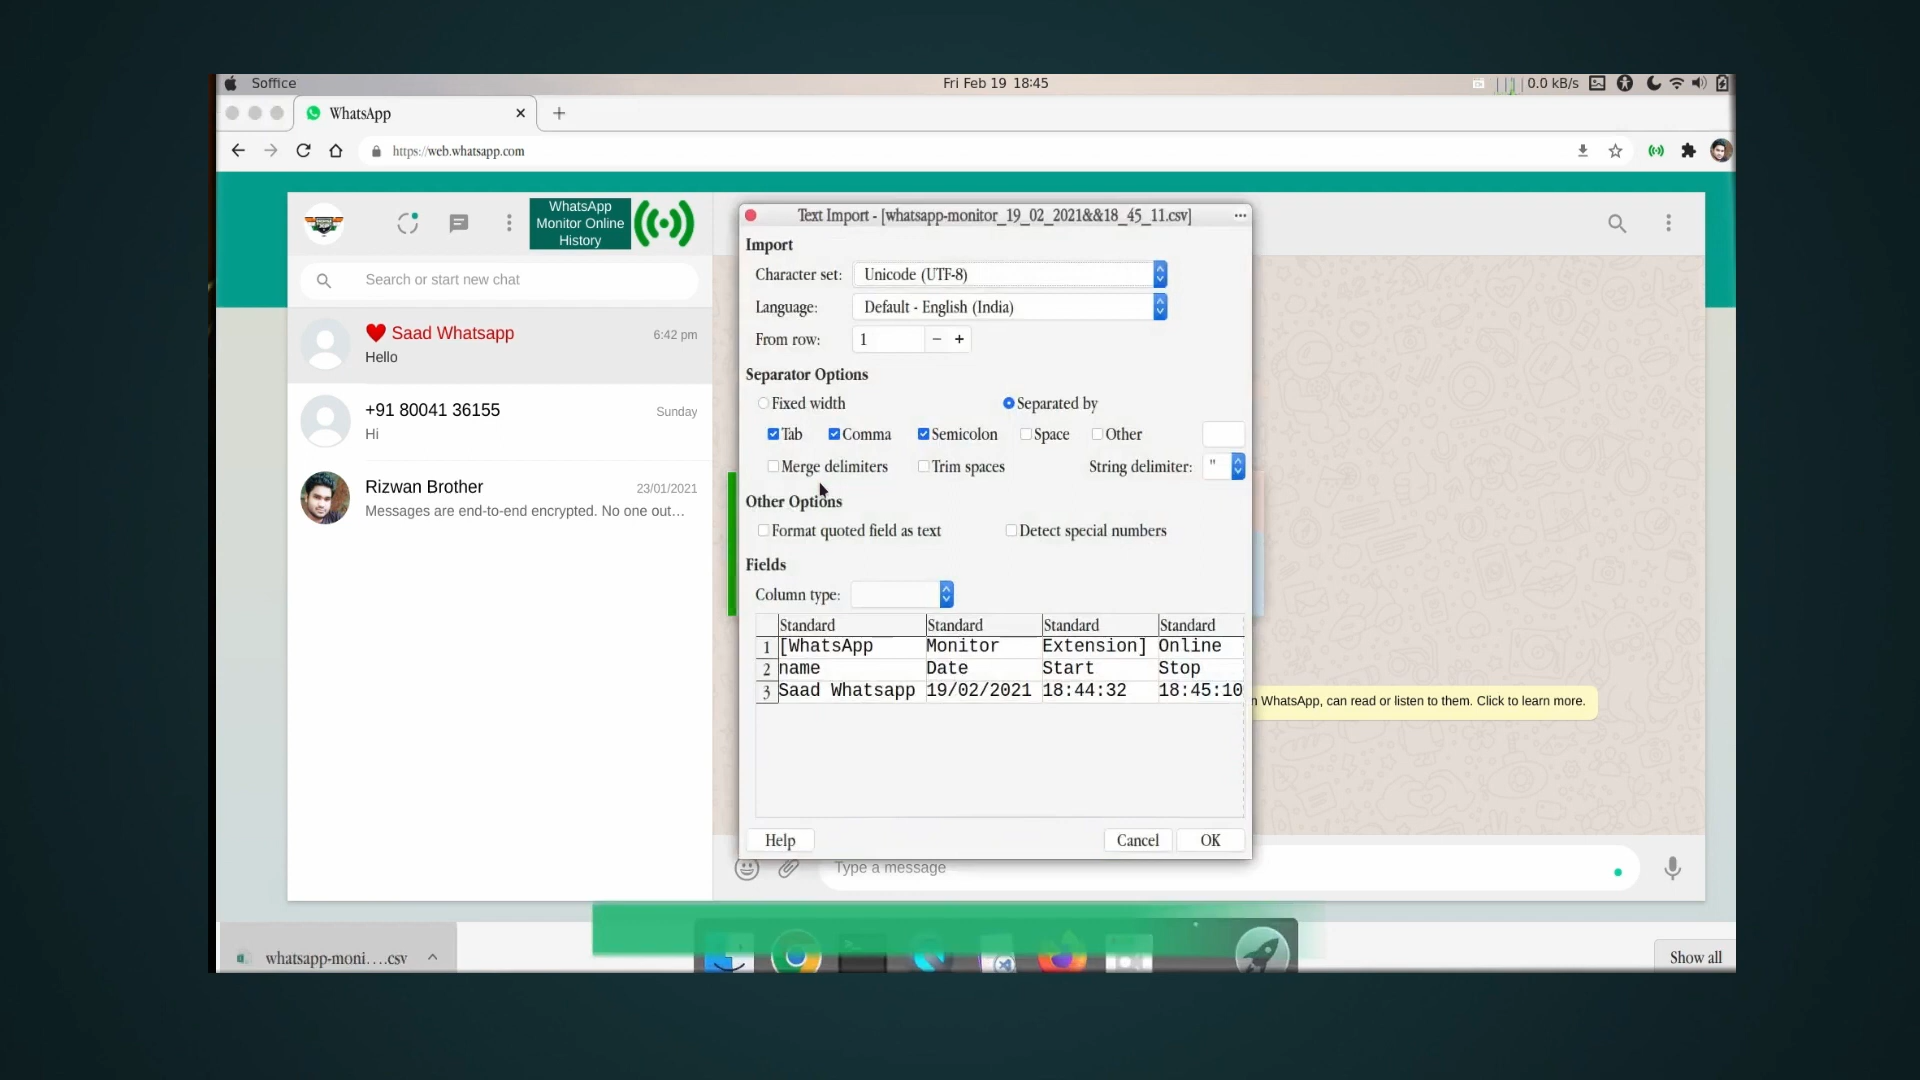 Soffice
Fri Feb 19 18:45
0.0 kB/s
WhatsApp
https://web.whatsapp.com
WhatsApp
Monitor Online
History
Search or start new chat
Saad Whatsapp
6:42 pm
Hello
+91 80041 36155
Sunday
Hi
Rizwan Brother
23/01/2021
Messages are end-to-end encrypted. No one out…
Text Import - [whatsapp-monitor_19_02_2021&&18_45_11.csv]
Import
Character set: Unicode (UTF-8)
Language: Default - English (India)
From row: 1 − +
Separator Options
Fixed width Separated by
Tab Comma Semicolon Space Other
Merge delimiters Trim spaces String delimiter: "
Other Options
Format quoted field as text Detect special numbers
Fields
Column type:
Standard Standard Standard Standard
1 [WhatsApp Monitor Extension] Online
2 name Date Start Stop
3 Saad Whatsapp 19/02/2021 18:44:32 18:45:10
Help Cancel OK
WhatsApp, can read or listen to them. Click to learn more.
Type a message
whatsapp-moni….csv
Show all